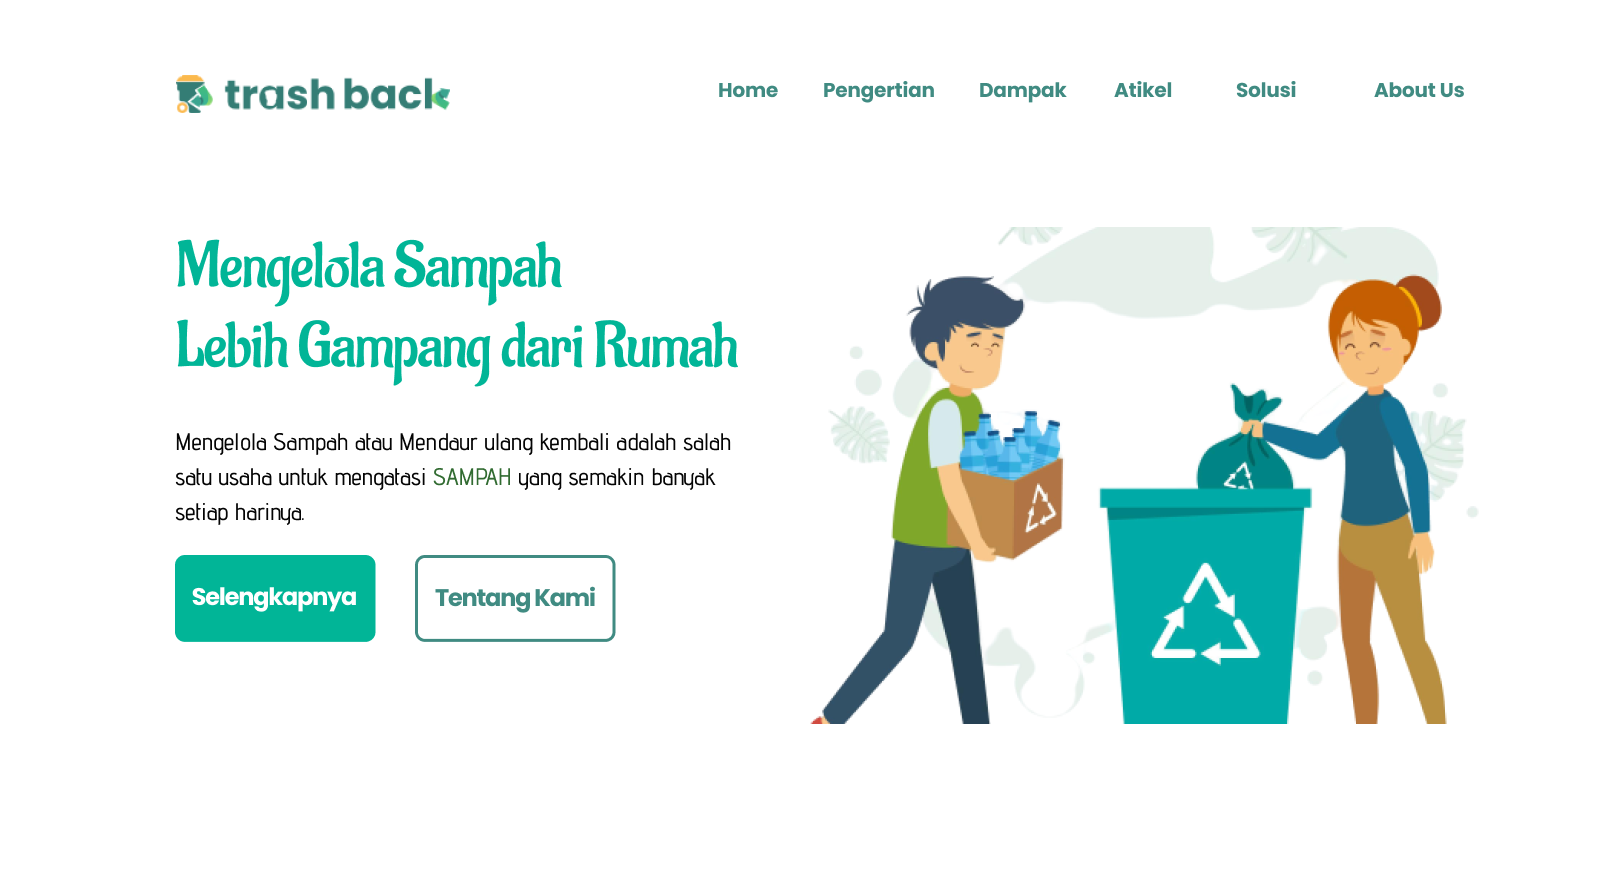 trash back
Home Pengertian Dampak Atikel Solusi About Us
Mengelola Sampah
Lebih Gampang dari Rumah
Mengelola Sampah atau Mendaur ulang kembali adalah salah
satu usaha untuk mengatasi SAMPAH yang semakin banyak
setiap harinya.
Selengkapnya Tentang Kami